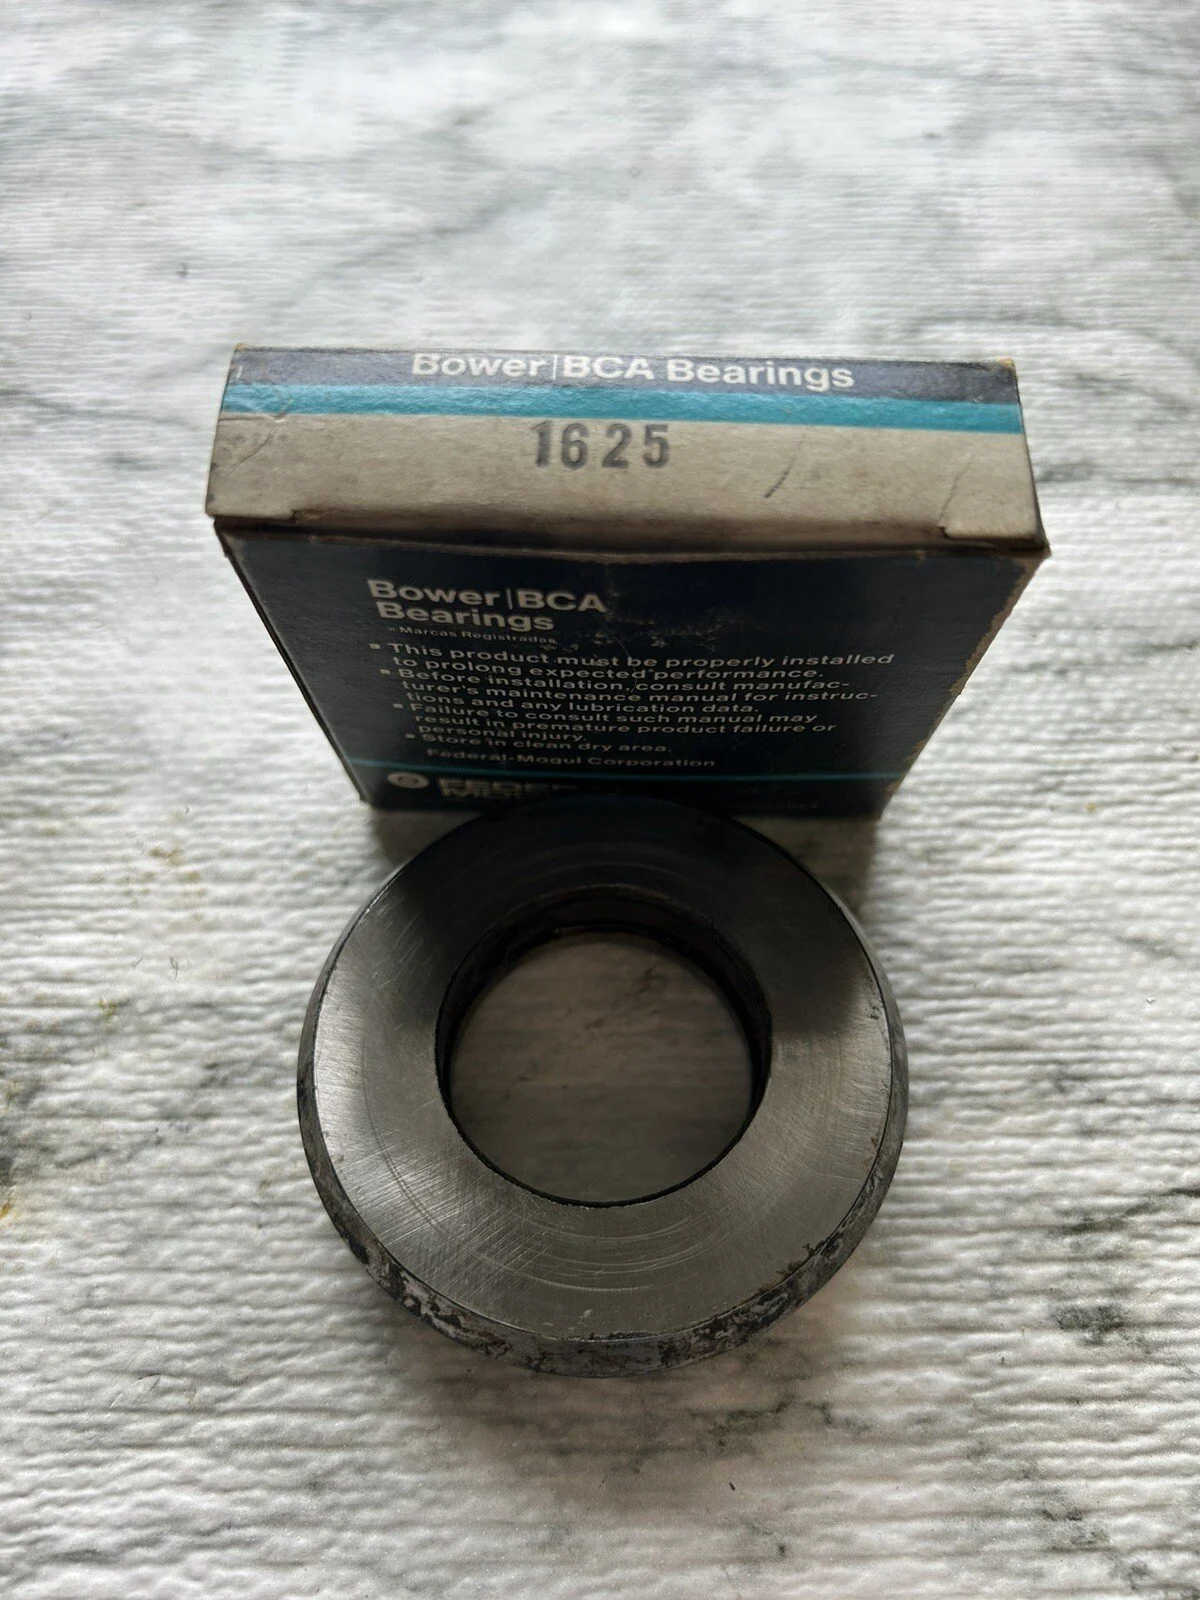 Bower|BCA Bearings
1625
Bower|BCA
Bearings
Marcas Registradas
▪ This product must be properly installed
to prolong expected performance.
▪ Before installation, consult manufac-
turer's maintenance manual for instruc-
tions and any lubrication data.
▪ Failure to consult such manual may
result in premature product failure or
personal injury.
▪ Store in clean dry area.
Federal-Mogul Corporation